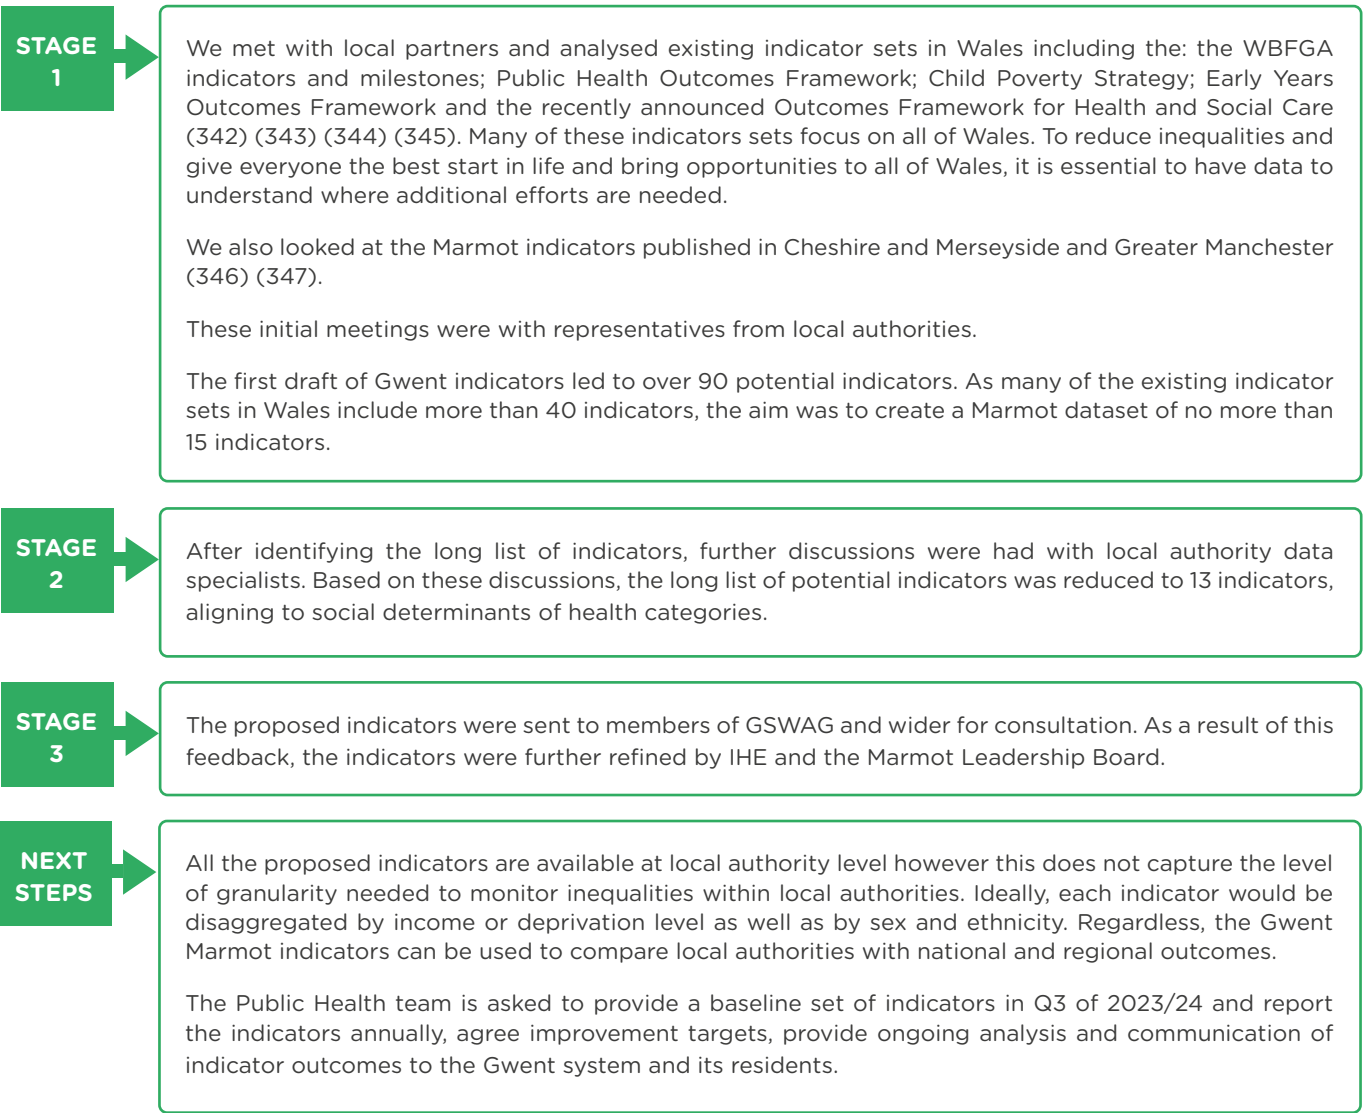 STAGE
1
We met with local partners and analysed existing indicator sets in Wales including the: the WBFGA
indicators and milestones; Public Health Outcomes Framework; Child Poverty Strategy; Early Years
Outcomes Framework and the recently announced Outcomes Framework for Health and Social Care
(342) (343) (344) (345). Many of these indicators sets focus on all of Wales. To reduce inequalities and
give everyone the best start in life and bring opportunities to all of Wales, it is essential to have data to
understand where additional efforts are needed.
We also looked at the Marmot indicators published in Cheshire and Merseyside and Greater Manchester
(346) (347).
These initial meetings were with representatives from local authorities.
The first draft of Gwent indicators led to over 90 potential indicators. As many of the existing indicator
sets in Wales include more than 40 indicators, the aim was to create a Marmot dataset of no more than
15 indicators.
STAGE
2
After identifying the long list of indicators, further discussions were had with local authority data
specialists. Based on these discussions, the long list of potential indicators was reduced to 13 indicators,
aligning to social determinants of health categories.
STAGE
3
The proposed indicators were sent to members of GSWAG and wider for consultation. As a result of this
feedback, the indicators were further refined by IHE and the Marmot Leadership Board.
NEXT
STEPS
All the proposed indicators are available at local authority level however this does not capture the level
of granularity needed to monitor inequalities within local authorities. Ideally, each indicator would be
disaggregated by income or deprivation level as well as by sex and ethnicity. Regardless, the Gwent
Marmot indicators can be used to compare local authorities with national and regional outcomes.
The Public Health team is asked to provide a baseline set of indicators in Q3 of 2023/24 and report
the indicators annually, agree improvement targets, provide ongoing analysis and communication of
indicator outcomes to the Gwent system and its residents.